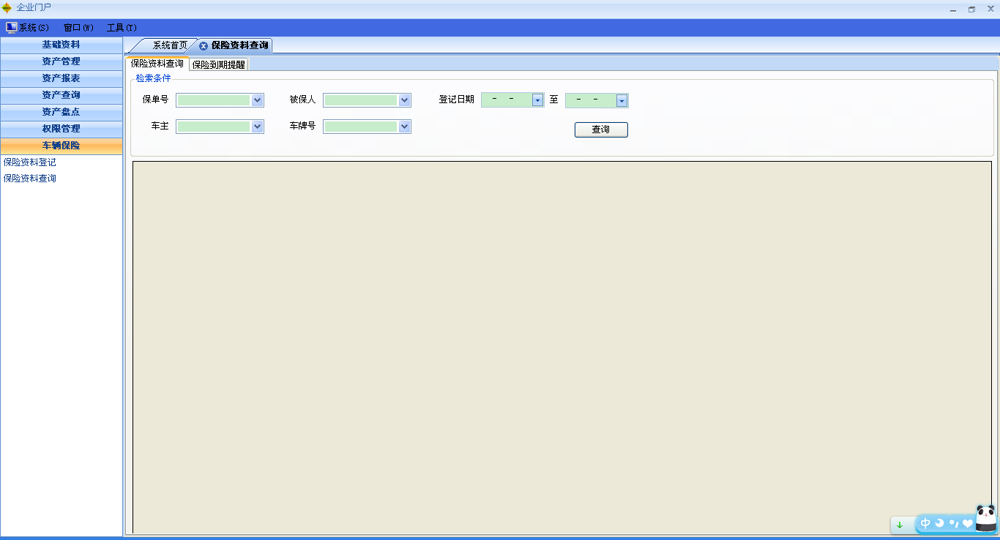 企业门户
系统(S) 窗口(W) 工具(T)
基础资料
资产管理
资产报表
资产查询
资产盘点
权限管理
车辆保险
保险资料登记
保险资料查询
系统首页 保险资料查询
保险资料查询 保险到期提醒
检索条件
保单号 被保人 登记日期 - - 至 - -
车主 车牌号 查询
中